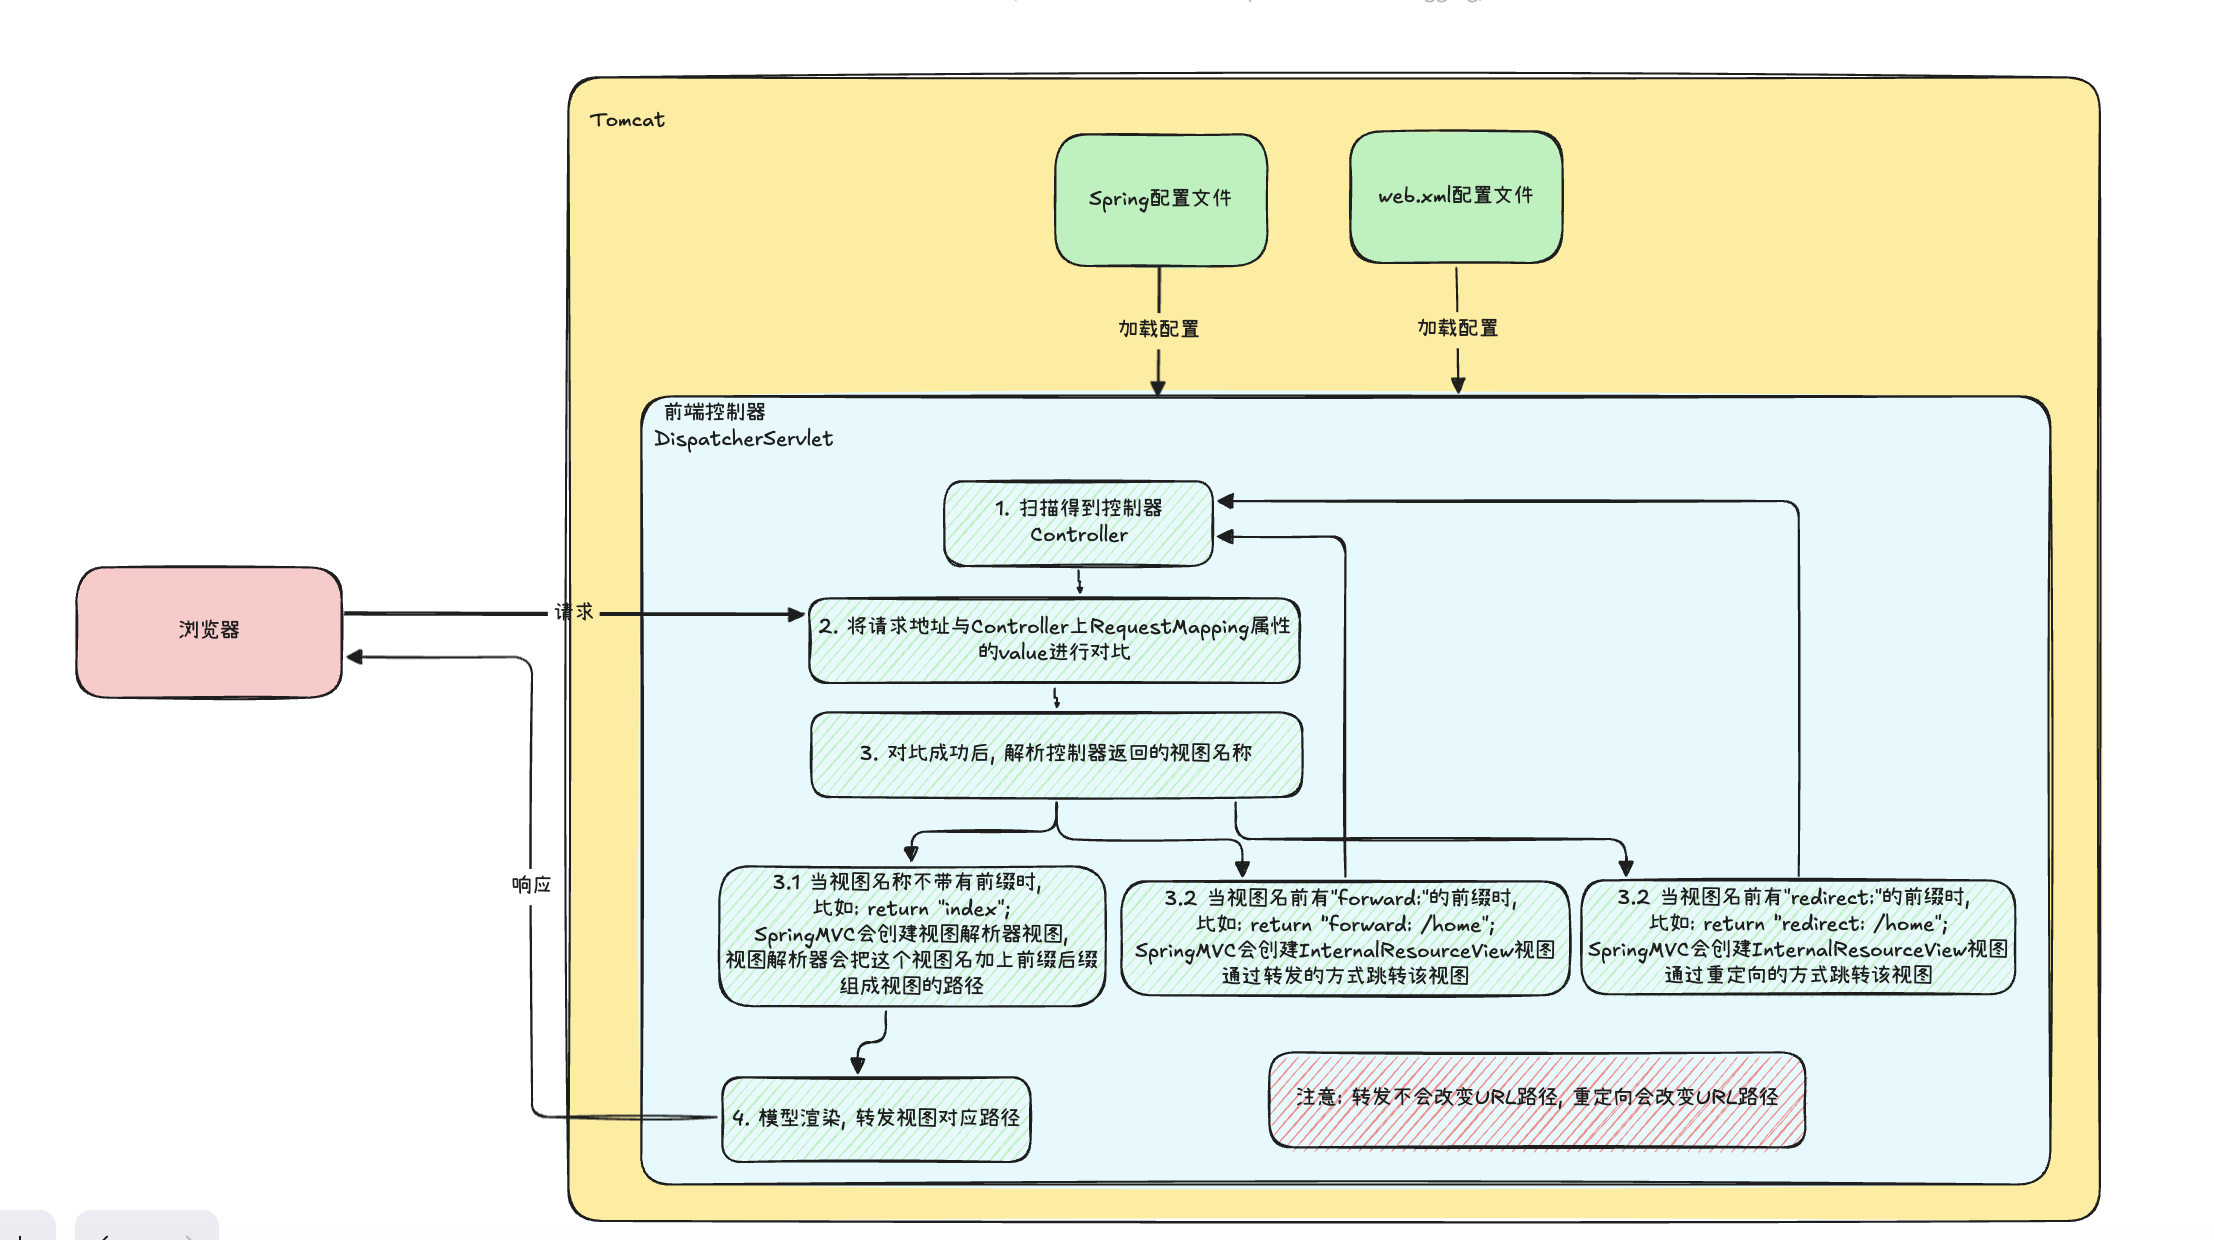 Tomcat
Spring配置文件
web.xml配置文件
加载配置
加载配置
前端控制器
DispatcherServlet
1. 扫描得到控制器
Controller
浏览器
请求
2. 将请求地址与Controller上RequestMapping属性
的value进行对比
3. 对比成功后, 解析控制器返回的视图名称
响应
3.1 当视图名称不带有前缀时,
比如: return "index";
SpringMVC会创建视图解析器视图,
视图解析器会把这个视图名加上前缀后缀
组成视图的路径
3.2 当视图名前有"forward:"的前缀时,
比如: return "forward: /home";
SpringMVC会创建InternalResourceView视图
通过转发的方式跳转该视图
3.2 当视图名前有"redirect:"的前缀时,
比如: return "redirect: /home";
SpringMVC会创建InternalResourceView视图
通过重定向的方式跳转该视图
4. 模型渲染, 转发视图对应路径
注意: 转发不会改变URL路径, 重定向会改变URL路径